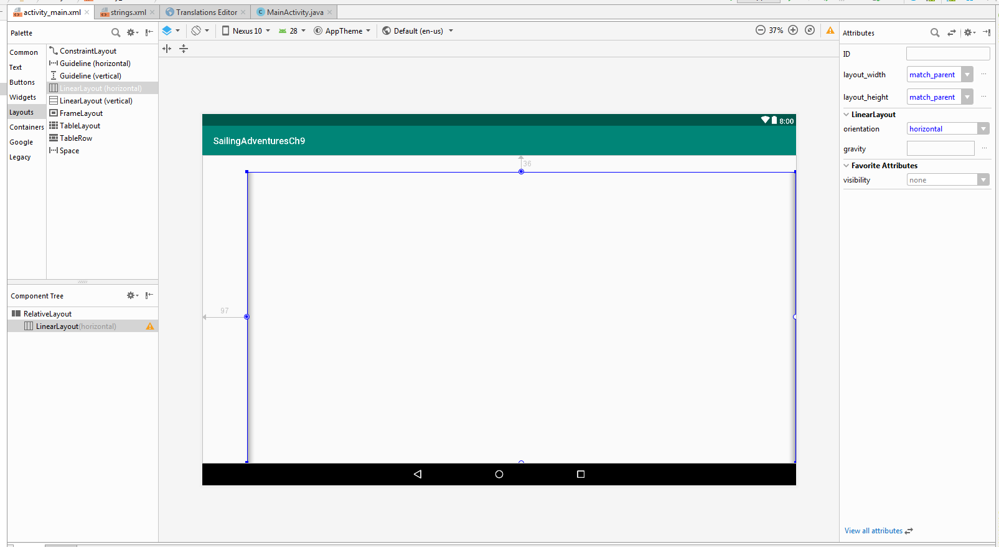 activity_main.xml
strings.xml
Translations Editor
MainActivity.java
Palette
Nexus 10
28
AppTheme
Default (en-us)
37%
Attributes
Common
Text
Buttons
Widgets
Layouts
Containers
Google
Legacy
ConstraintLayout
Guideline (horizontal)
Guideline (vertical)
LinearLayout (horizontal)
LinearLayout (vertical)
FrameLayout
TableLayout
TableRow
Space
8:00
SailingAdventuresCh9
36
97
Component Tree
RelativeLayout
LinearLayout(horizontal)
ID
layout_width match_parent ...
layout_height match_parent ...
LinearLayout
orientation horizontal
gravity ...
Favorite Attributes
visibility none
View all attributes